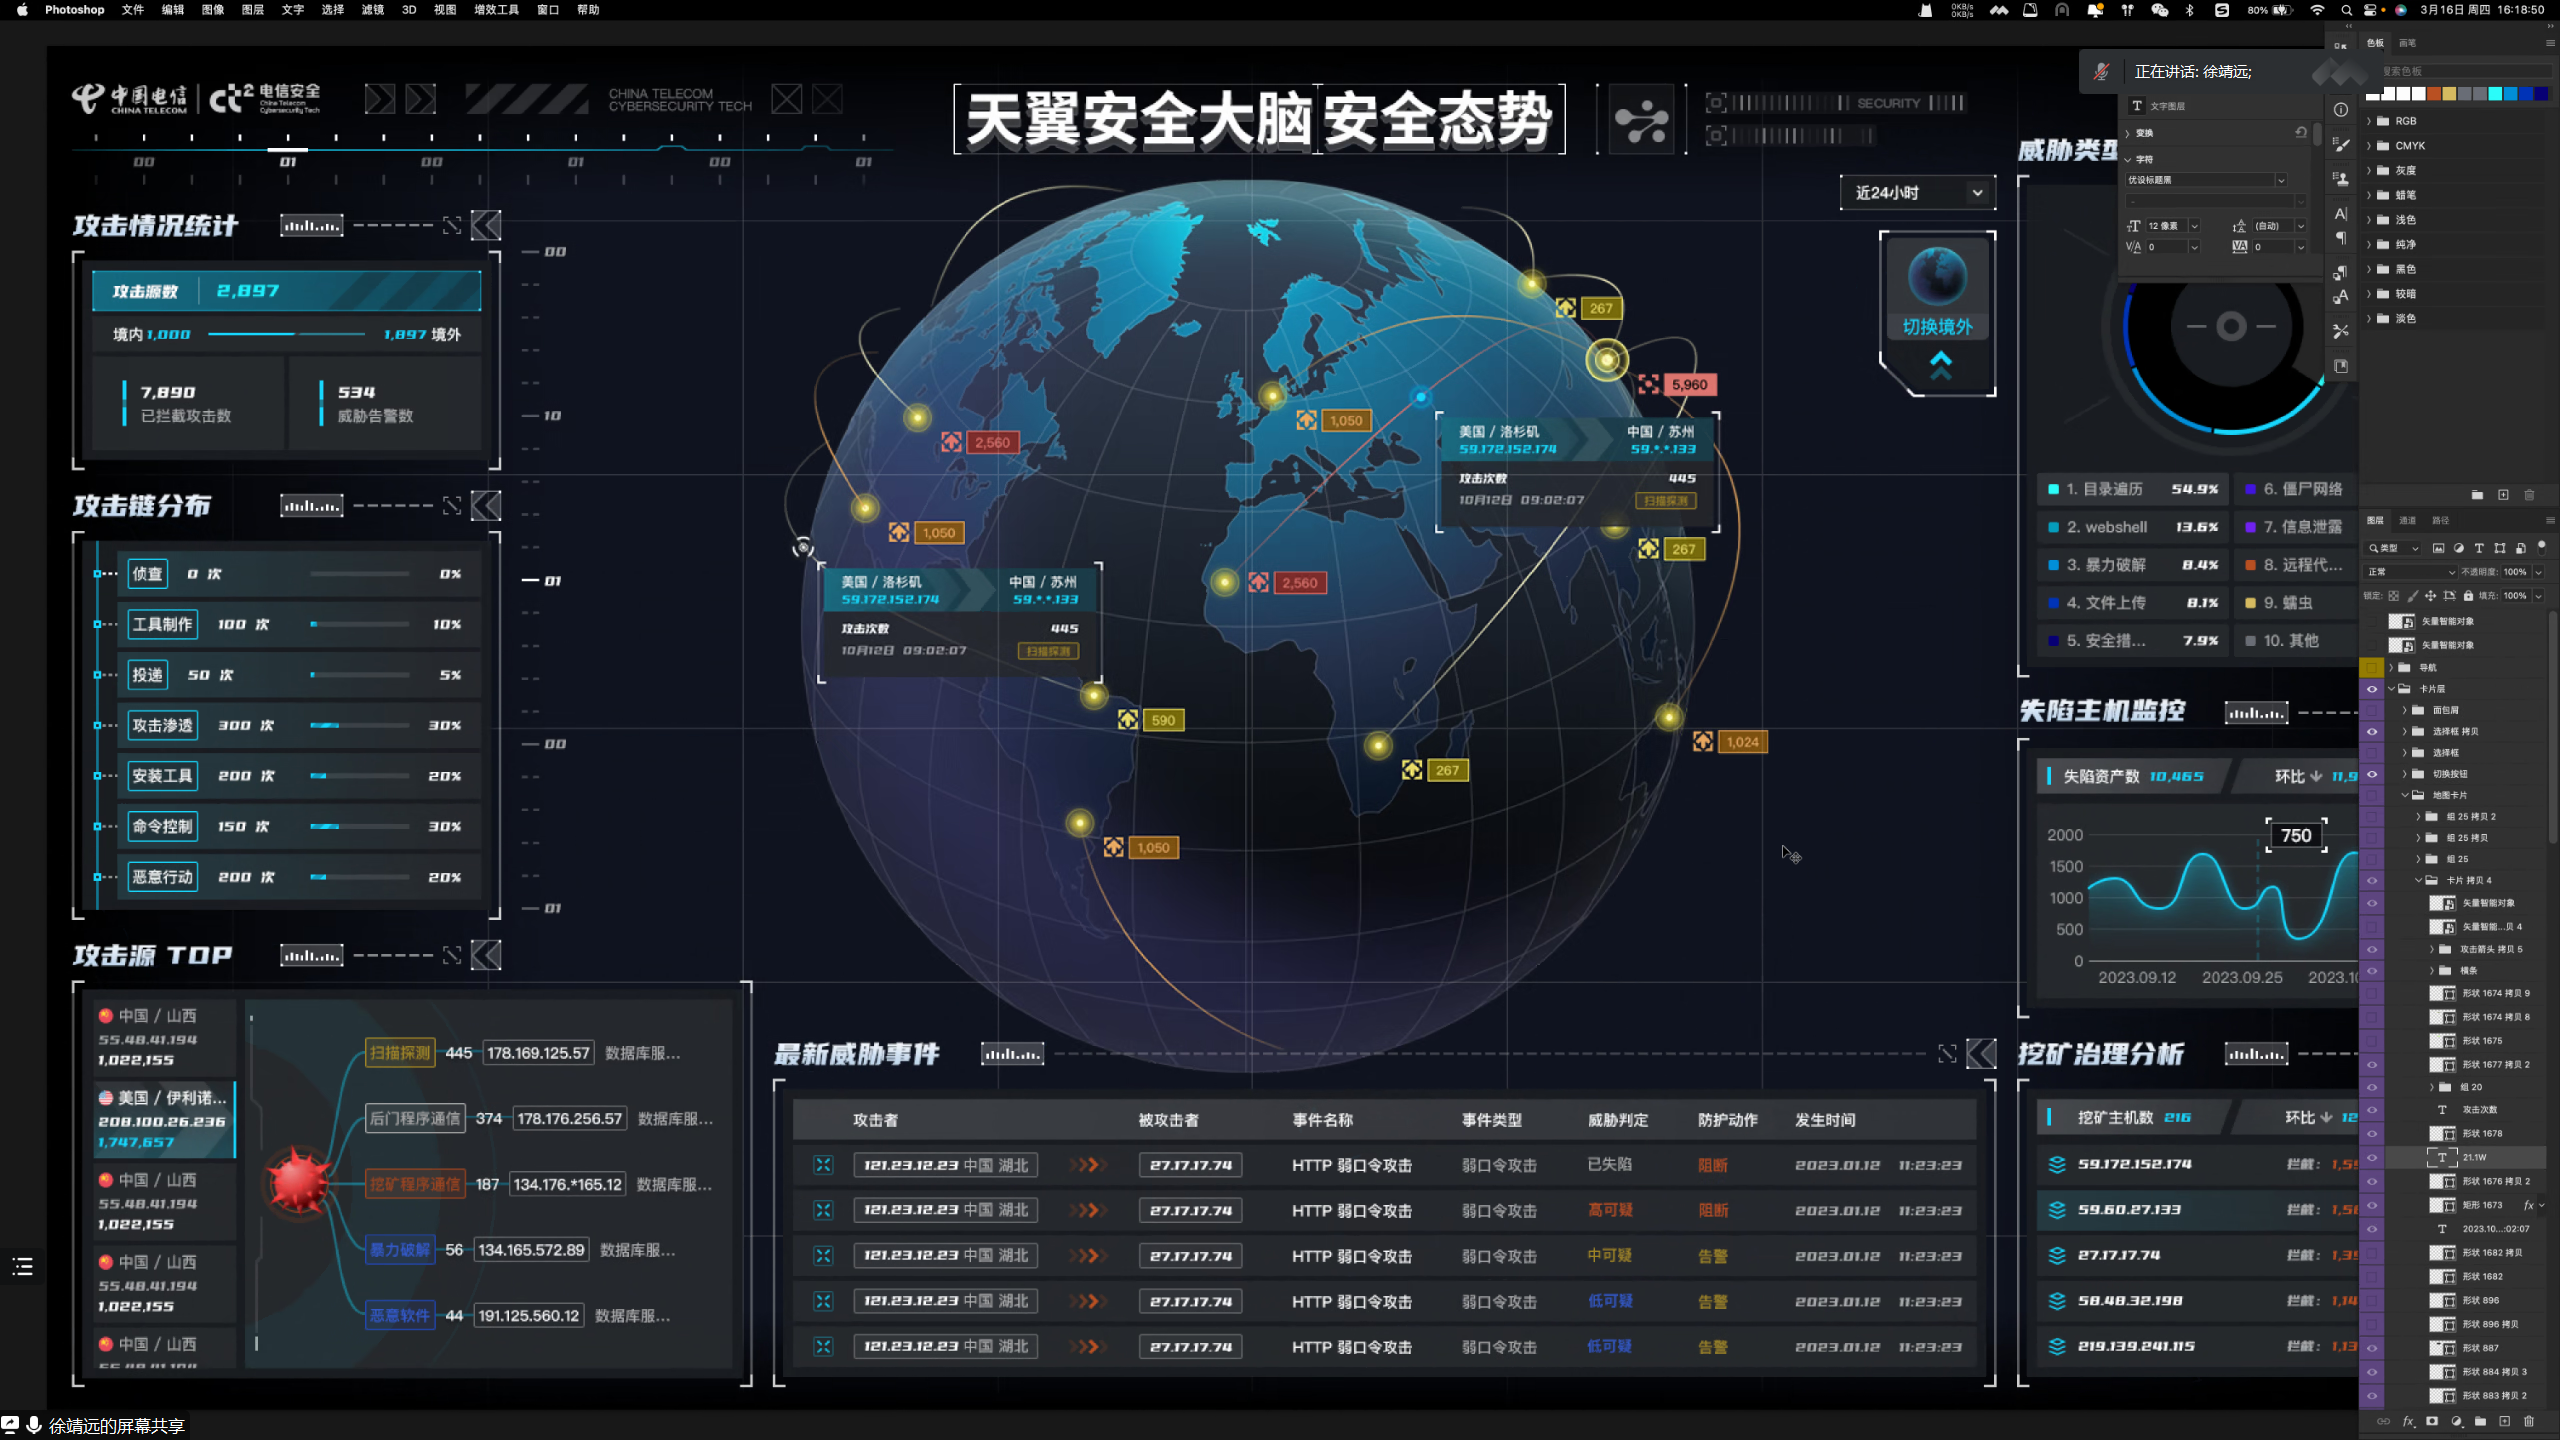 Photoshop 文件 编辑 图像 图层 文字 选择 滤镜 3D 视图 增效工具 窗口 帮助
0KB/s 0KB/s 80% 3月16日 周四 16:18:50
正在讲话: 徐靖远;
中国电信 CHINA TELECOM
ct² 电信安全 China Telecom Cybersecurity Tech
CHINA TELECOM
CYBERSECURITY TECH
天翼安全大脑 安全态势
SECURITY
00 01 00 01 00 01
近24小时
切换境外
攻击情况统计
攻击源数 2,897
境内 1,000 1,897 境外
7,890 534
已拦截攻击数 威胁告警数
攻击链分布
侦查 0 次 0%
工具制作 100 次 10%
投递 50 次 5%
攻击渗透 300 次 30%
安装工具 200 次 20%
命令控制 150 次 30%
恶意行动 200 次 20%
00
10
01
00
01
267
5,960
1,050
2,560
1,050
267
2,560
590
1,024
267
1,050
美国 / 洛杉矶 中国 / 苏州
59.172.152.174 59.*.*.133
攻击次数 445
10月12日 09:02:07 扫描探测
美国 / 洛杉矶 中国 / 苏州
59.172.152.174 59.*.*.133
攻击次数 445
10月12日 09:02:07 扫描探测
攻击源 TOP
中国 / 山西
55.48.41.194
1,022,155
美国 / 伊利诺...
208.100.26.236
1,747,657
中国 / 山西
55.48.41.194
1,022,155
中国 / 山西
55.48.41.194
1,022,155
中国 / 山西
55.48.41.194
扫描探测 445 178.169.125.57 数据库服...
后门程序通信 374 178.176.256.57 数据库服...
挖矿程序通信 187 134.176.*165.12 数据库服...
暴力破解 56 134.165.572.89 数据库服...
恶意软件 44 191.125.560.12 数据库服...
最新威胁事件
攻击者 被攻击者 事件名称 事件类型 威胁判定 防护动作 发生时间
121.23.12.23 中国 湖北 27.17.17.74 HTTP 弱口令攻击 弱口令攻击 已失陷 阻断 2023.01.12 11:23:23
121.23.12.23 中国 湖北 27.17.17.74 HTTP 弱口令攻击 弱口令攻击 高可疑 阻断 2023.01.12 11:23:23
121.23.12.23 中国 湖北 27.17.17.74 HTTP 弱口令攻击 弱口令攻击 中可疑 告警 2023.01.12 11:23:23
121.23.12.23 中国 湖北 27.17.17.74 HTTP 弱口令攻击 弱口令攻击 低可疑 告警 2023.01.12 11:23:23
121.23.12.23 中国 湖北 27.17.17.74 HTTP 弱口令攻击 弱口令攻击 低可疑 告警 2023.01.12 11:23:23
威胁类型
1. 目录遍历 54.9% 6. 僵尸网络
2. webshell 13.6% 7. 信息泄露
3. 暴力破解 8.4% 8. 远程代...
4. 文件上传 8.1% 9. 蠕虫
5. 安全措... 7.9% 10. 其他
失陷主机监控
失陷资产数 10,465 环比 11,9
750
2000
1500
1000
500
0
2023.09.12 2023.09.25 2023.10
挖矿治理分析
挖矿主机数 216 环比 12
59.172.152.174 拦截: 1,59
59.60.27.133 拦截: 1,56
27.17.17.74 拦截: 1,39
58.48.32.198 拦截: 1,14
219.139.241.115 拦截: 1,13
文字图层
变换
字符
优设标题黑
12 像素 (自动)
0 0
色板 画笔
搜索色板
RGB
CMYK
灰度
蜡笔
浅色
纯净
黑色
较暗
淡色
图层 通道 路径
类型
正常 不透明度: 100%
锁定: 填充: 100%
矢量智能对象
矢量智能对象
导航
卡片层
面包屑
选择框 拷贝
选择框
切换按钮
地图卡片
组 25 拷贝 2
组 25 拷贝
组 25
卡片 拷贝 4
矢量智能对象
矢量智能...贝 4
攻击箭头 拷贝 5
横条
形状 1674 拷贝 9
形状 1674 拷贝 8
形状 1675
形状 1677 拷贝 2
组 20
攻击次数
形状 1678
21.1W
形状 1676 拷贝 2
矩形 1673 fx
2023.10...:02:07
形状 1682 拷贝
形状 1682
形状 896
形状 896 拷贝
形状 887
形状 884 拷贝 3
形状 883 拷贝 2
fx
徐靖远的屏幕共享